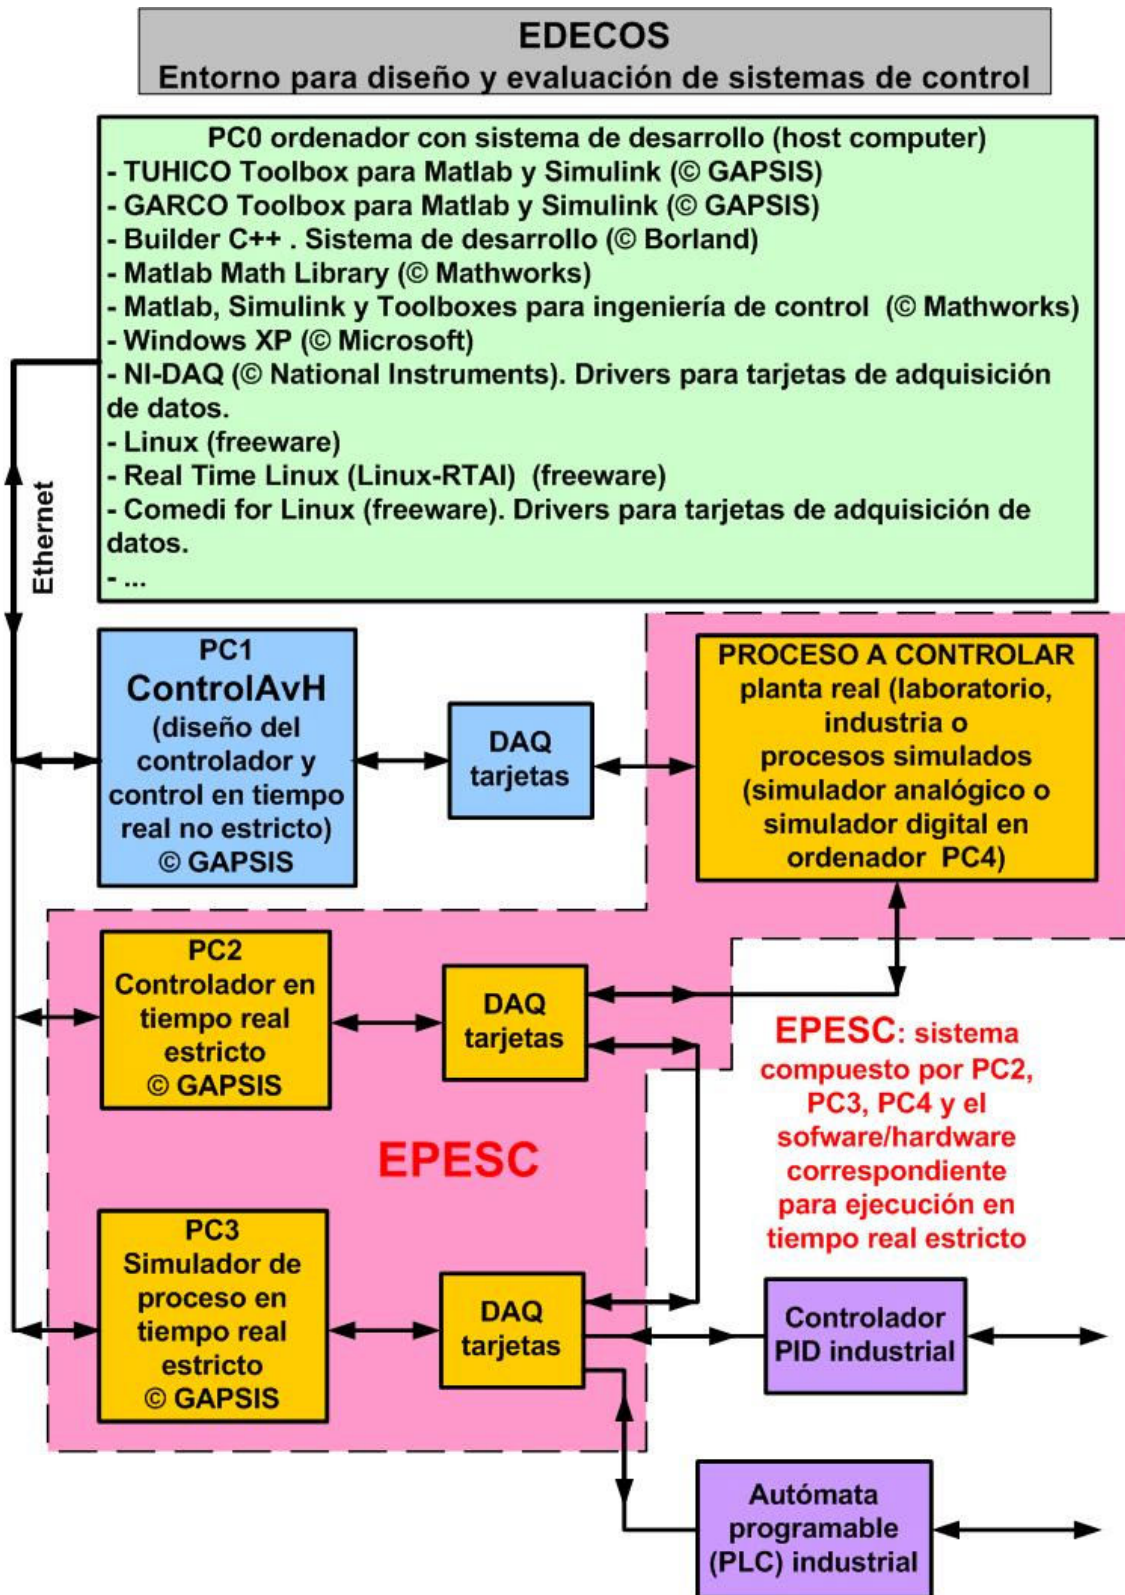 EDECOS
Entorno para diseño y evaluación de sistemas de control
PC0 ordenador con sistema de desarrollo (host computer)
- TUHICO Toolbox para Matlab y Simulink (© GAPSIS)
- GARCO Toolbox para Matlab y Simulink (© GAPSIS)
- Builder C++ . Sistema de desarrollo (© Borland)
- Matlab Math Library (© Mathworks)
- Matlab, Simulink y Toolboxes para ingeniería de control (© Mathworks)
- Windows XP (© Microsoft)
- NI-DAQ (© National Instruments). Drivers para tarjetas de adquisición
de datos.
- Linux (freeware)
- Real Time Linux (Linux-RTAI) (freeware)
- Comedi for Linux (freeware). Drivers para tarjetas de adquisición de
datos.
- ...
Ethernet
PC1
ControlAvH
(diseño del
controlador y
control en tiempo
real no estricto)
© GAPSIS
DAQ
tarjetas
PROCESO A CONTROLAR
planta real (laboratorio,
industria o
procesos simulados
(simulador analógico o
simulador digital en
ordenador PC4)
PC2
Controlador en
tiempo real
estricto
© GAPSIS
DAQ
tarjetas
EPESC: sistema
compuesto por PC2,
PC3, PC4 y el
sofware/hardware
correspondiente
para ejecución en
tiempo real estricto
EPESC
PC3
Simulador de
proceso en
tiempo real
estricto
© GAPSIS
DAQ
tarjetas
Controlador
PID industrial
Autómata
programable
(PLC) industrial